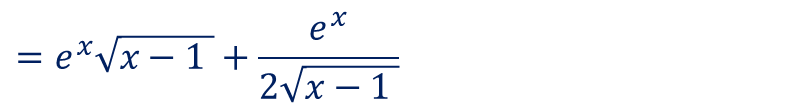 = e^x √(x − 1) + e^x / (2√(x − 1))